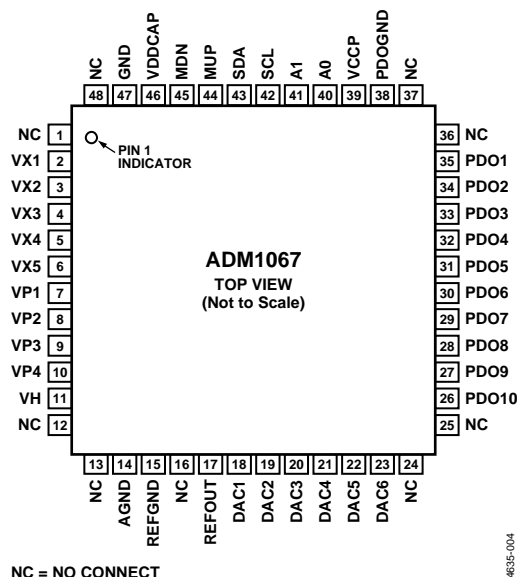 NC
GND
VDDCAP
MDN
MUP
SDA
SCL
A1
A0
VCCP
PDOGND
NC
48 47 46 45 44 43 42 41 40 39 38 37
NC 1
VX1 2
VX2 3
VX3 4
VX4 5
VX5 6
VP1 7
VP2 8
VP3 9
VP4 10
VH 11
NC 12
PIN 1
INDICATOR
ADM1067
TOP VIEW
(Not to Scale)
36 NC
35 PDO1
34 PDO2
33 PDO3
32 PDO4
31 PDO5
30 PDO6
29 PDO7
28 PDO8
27 PDO9
26 PDO10
25 NC
13 14 15 16 17 18 19 20 21 22 23 24
NC
AGND
REFGND
NC
REFOUT
DAC1
DAC2
DAC3
DAC4
DAC5
DAC6
NC
NC = NO CONNECT
4635-004